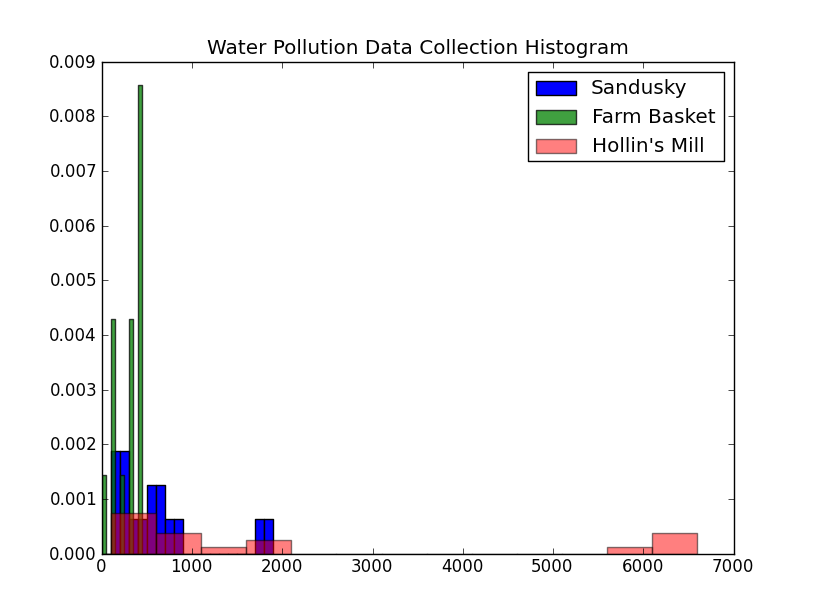 Water Pollution Data Collection Histogram
0.009
0.008
0.007
0.006
0.005
0.004
0.003
0.002
0.001
0.000
Sandusky
Farm Basket
Hollin's Mill
0 1000 2000 3000 4000 5000 6000 7000